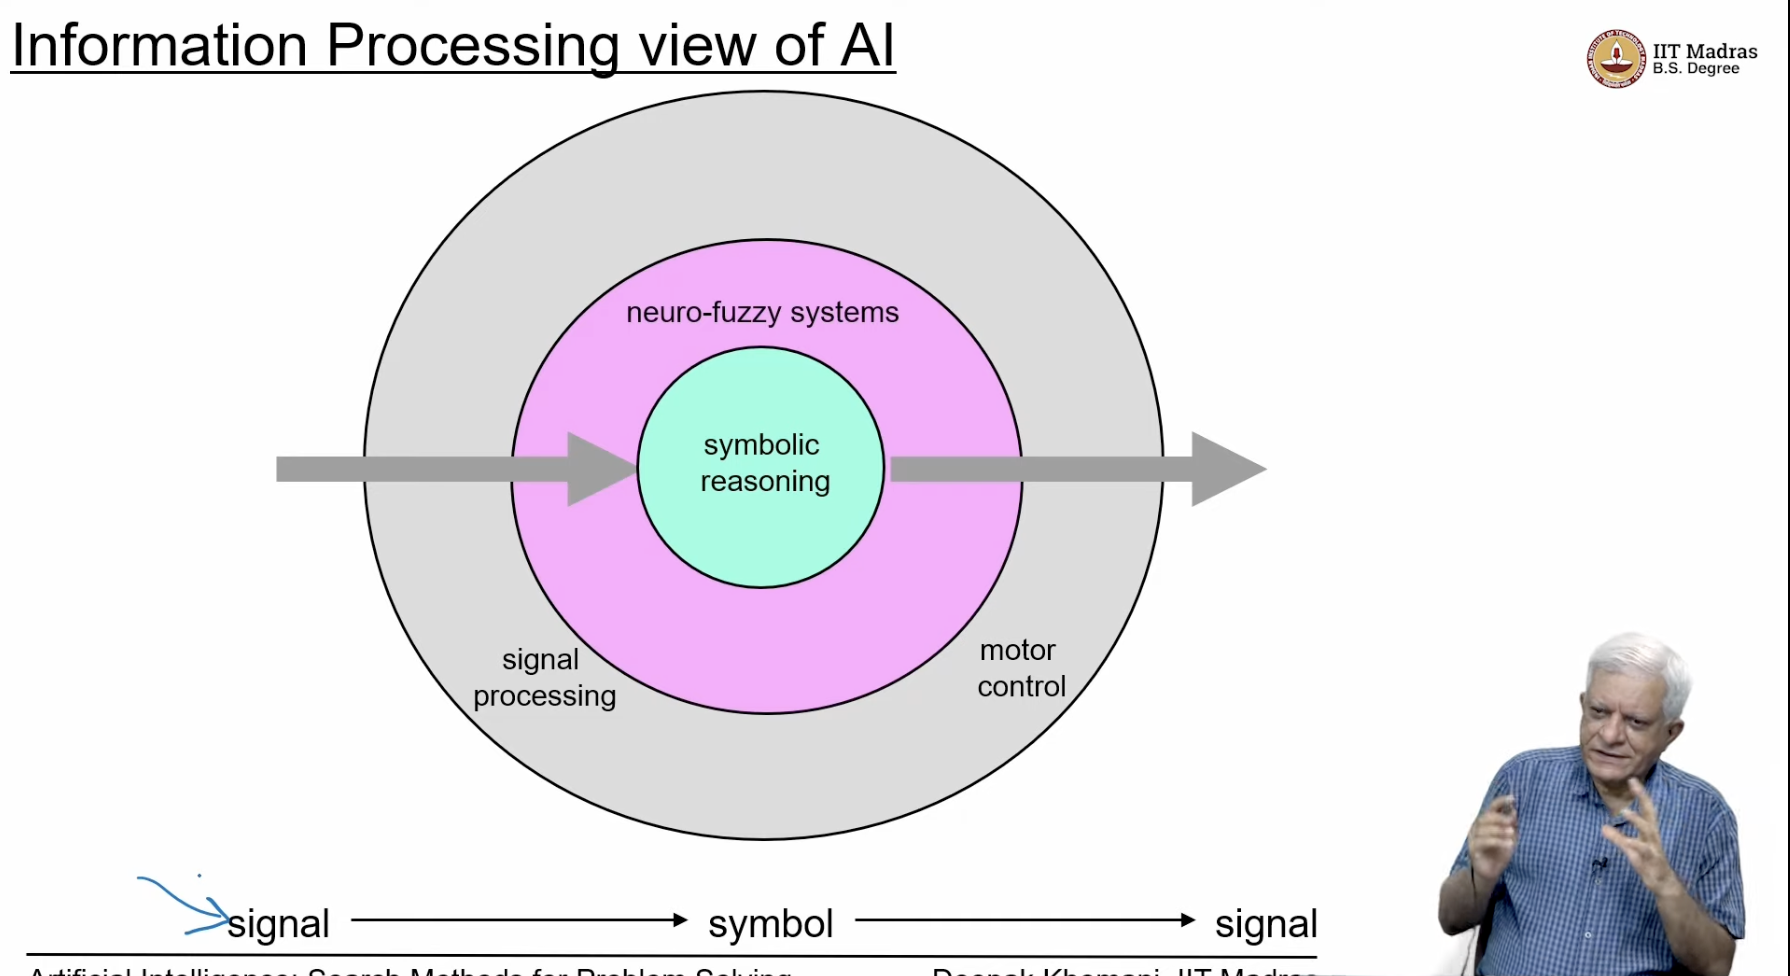 Information Processing view of AI
IIT Madras
B.S. Degree
neuro-fuzzy systems
symbolic
reasoning
signal
processing
motor
control
signal symbol signal
Artificial Intelligence: Search Methods for Problem Solving Deepak Khemani, IIT Madras